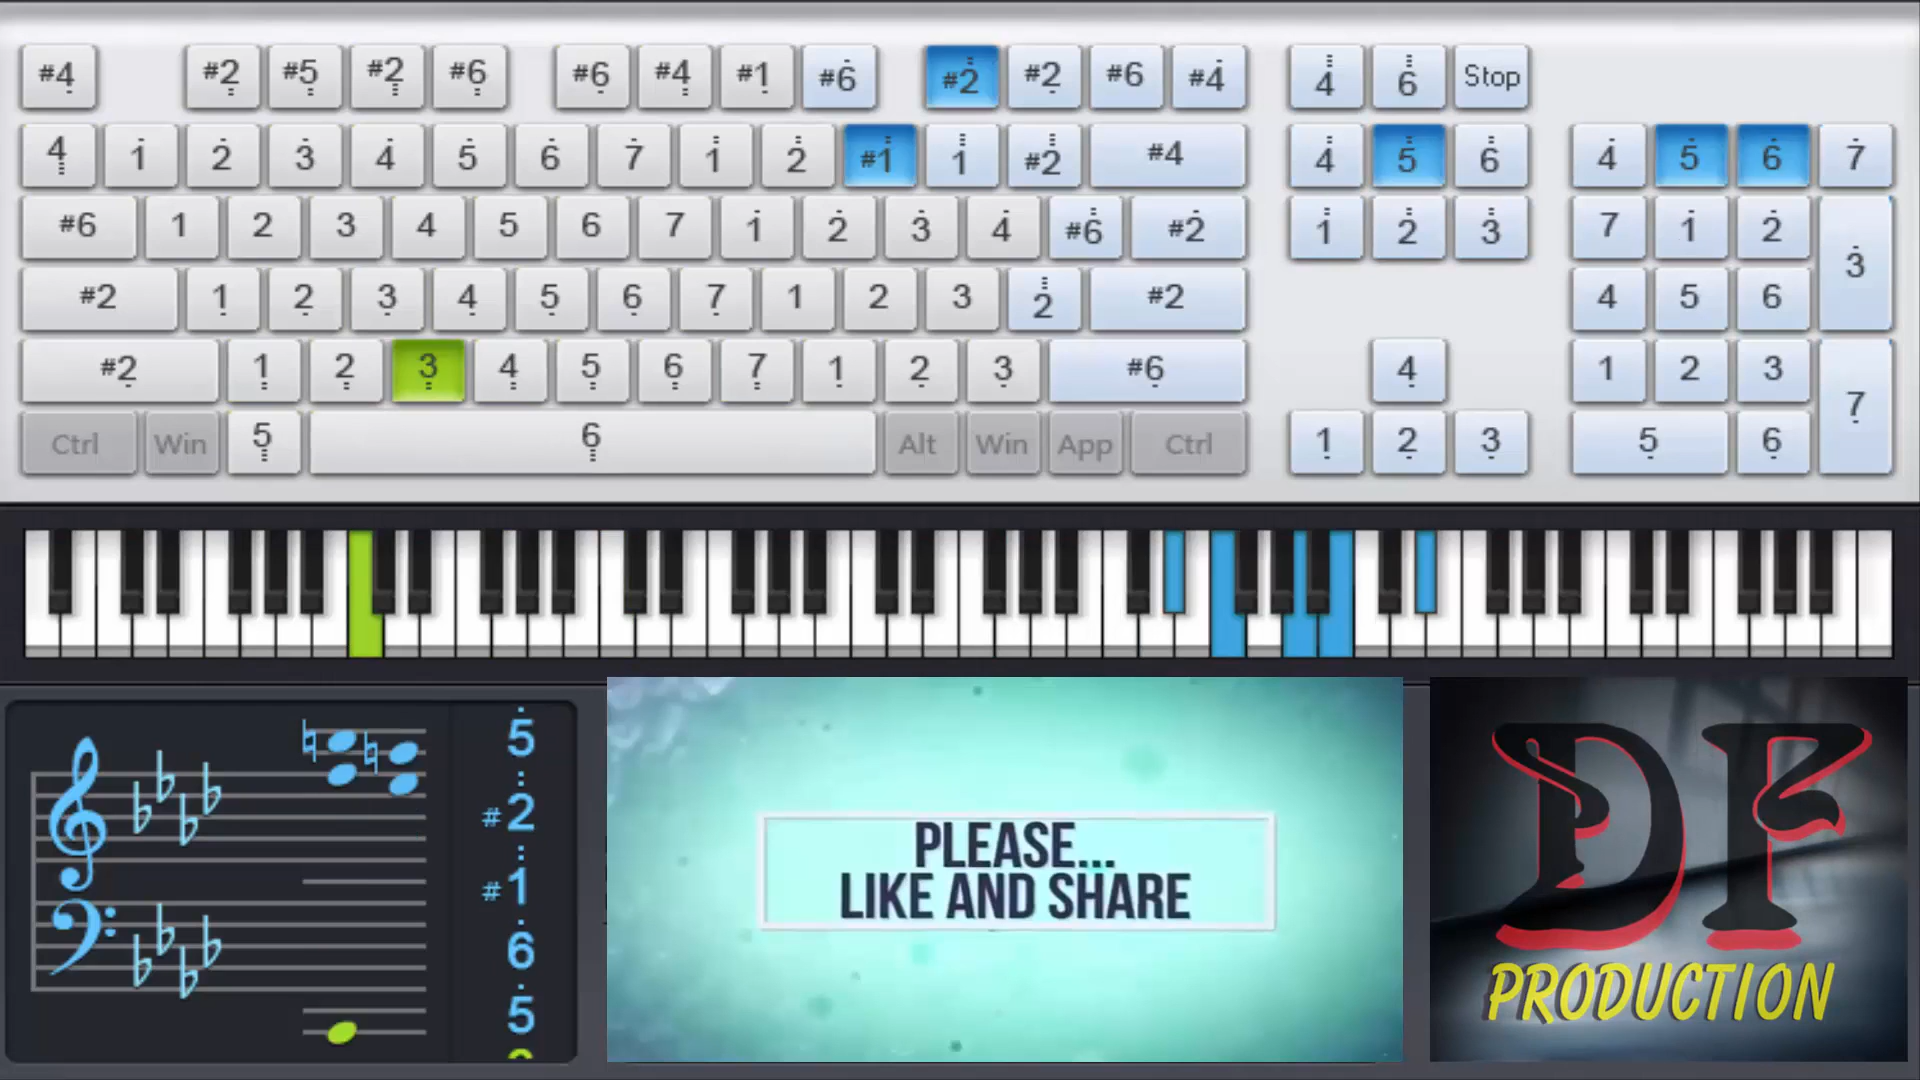 #4 #2 #5 #2 #6 #6 #4 #1 #6 #2 #2 #6 #4 4 6 Stop
4 1 2 3 4 5 6 7 1 2 #1 1 #2 #4 4 5 6 4 5 6 7
#6 1 2 3 4 5 6 7 1 2 3 4 #6 #2 1 2 3 7 1 2 3
#2 1 2 3 4 5 6 7 1 2 3 2 #2 4 5 6
#2 1 2 3 4 5 6 7 1 2 3 #6 4 1 2 3 7
Ctrl Win 5 6 Alt Win App Ctrl 1 2 3 5 6
5
#2
#1
6
5
PLEASE...
LIKE AND SHARE
DF
PRODUCTION